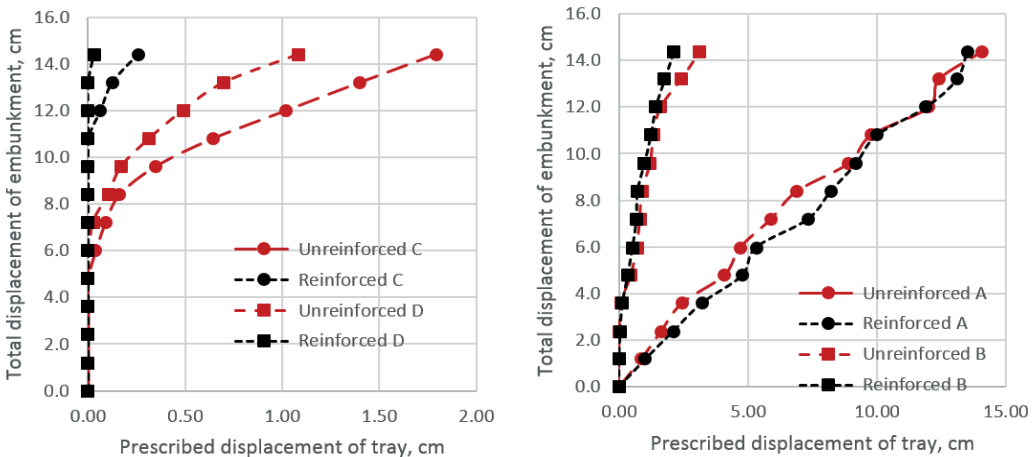 Total displacement of embunkment, cm
16.0
14.0
12.0
10.0
8.0
6.0
4.0
2.0
0.0
0.00
0.50
1.00
1.50
2.00
Prescribed displacement of tray, cm
Unreinforced C
Reinforced C
Unreinforced D
Reinforced D
Total displacement of embunkment, cm
16.0
14.0
12.0
10.0
8.0
6.0
4.0
2.0
0.0
0.00
5.00
10.00
15.00
Prescribed displacement of tray, cm
Unreinforced A
Reinforced A
Unreinforced B
Reinforced B